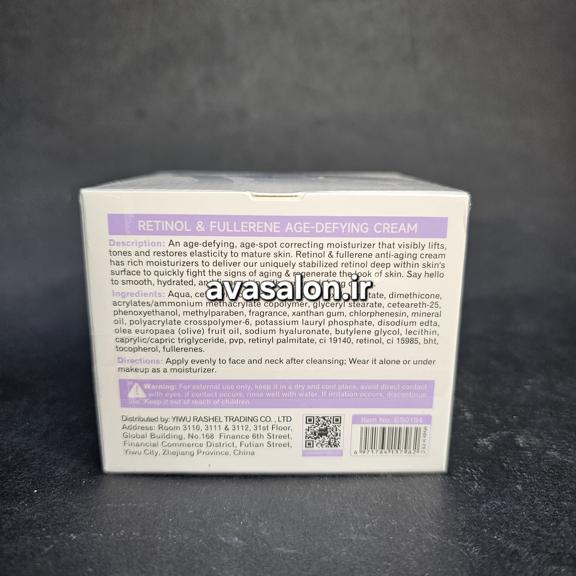 RETINOL & FULLERENE AGE-DEFYING CREAM
Description: An age-defying, age-spot correcting moisturizer that visibly lifts,
tones and restores elasticity to mature skin. Retinol & fullerene anti-aging cream
has rich moisturizers to deliver our uniquely stabilized retinol deep within skin's
surface to quickly fight the signs of aging & regenerate the look of skin. Say hello
to smooth, hydrated, and
avasalon.ir
Ingredients: Aqua, dimethicone,
acrylates/ammonium methacrylate copolymer, glyceryl stearate, ceteareth-25,
phenoxyethanol, methylparaben, fragrance, xanthan gum, chlorphenesin, mineral
oil, polyacrylate crosspolymer-6, potassium lauryl phosphate, disodium edta,
olea europaea (olive) fruit oil, sodium hyaluronate, butylene glycol, lecithin,
caprylic/capric triglyceride, pvp, retinyl palmitate, ci 19140, retinol, ci 15985, bht,
tocopherol, fullerenes.
Directions: Apply evenly to face and neck after cleansing; Wear it alone or under
makeup as a moisturizer.
Warning: For external use only, keep it in a dry and cool place, avoid direct contact
with eyes, if contact occurs, rinse well with water. If irritation occurs, discontinue
use. Keep it out of reach of children.
Distributed by: YIWU RASHEL TRADING CO. , LTD
Address: Room 3110, 3111 & 3112, 31st Floor,
Global Building, No.168 Finance 6th Street,
Financial Commerce District, Futian Street,
Yiwu City, Zhejiang Province, China
Item No. ES0194